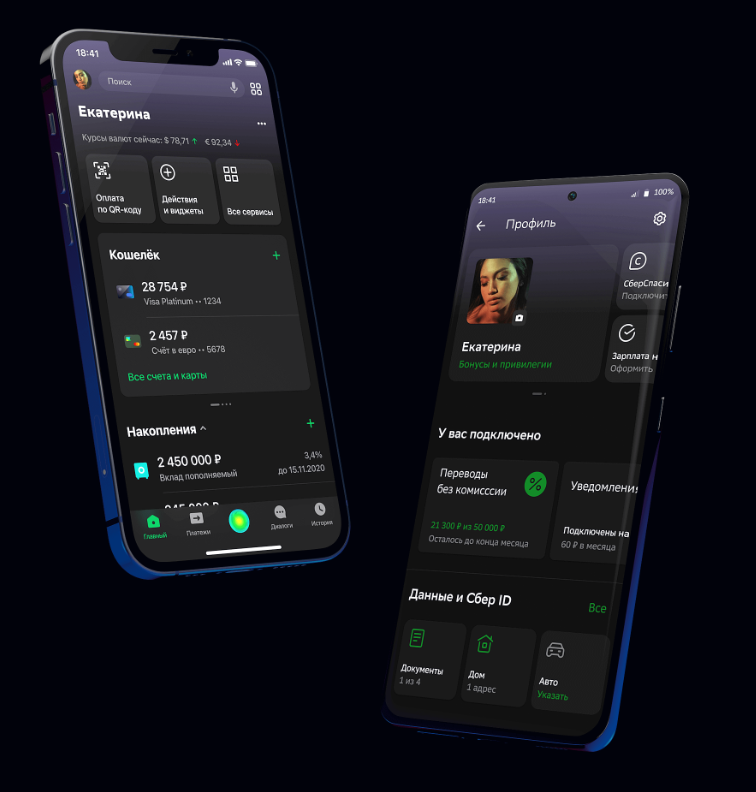 18:41
Поиск
Екатерина
Курсы валют сейчас: $ 78,71 ↑ € 92,34 ↓
Оплата
по QR-коду
Действия
и виджеты
Все сервисы
Кошелёк
28 754 ₽
Visa Platinum •• 1234
2 457 ₽
Счёт в евро •• 5678
Все счета и карты
Накопления
2 450 000 ₽
Вклад пополняемый
3,4%
до 15.11.2020
Главный
Платежи
Диалоги
История
18:41
100%
Профиль
Екатерина
Бонусы и привилегии
СберСпаси
Подключит
Зарплата н
Оформить
У вас подключено
Переводы
без комисссии
21 300 ₽ из 50 000 ₽
Осталось до конца месяца
Уведомления
Подключены на
60 ₽ в месяц
Данные и Сбер ID
Все
Документы
1 из 4
Дом
1 адрес
Авто
Указать